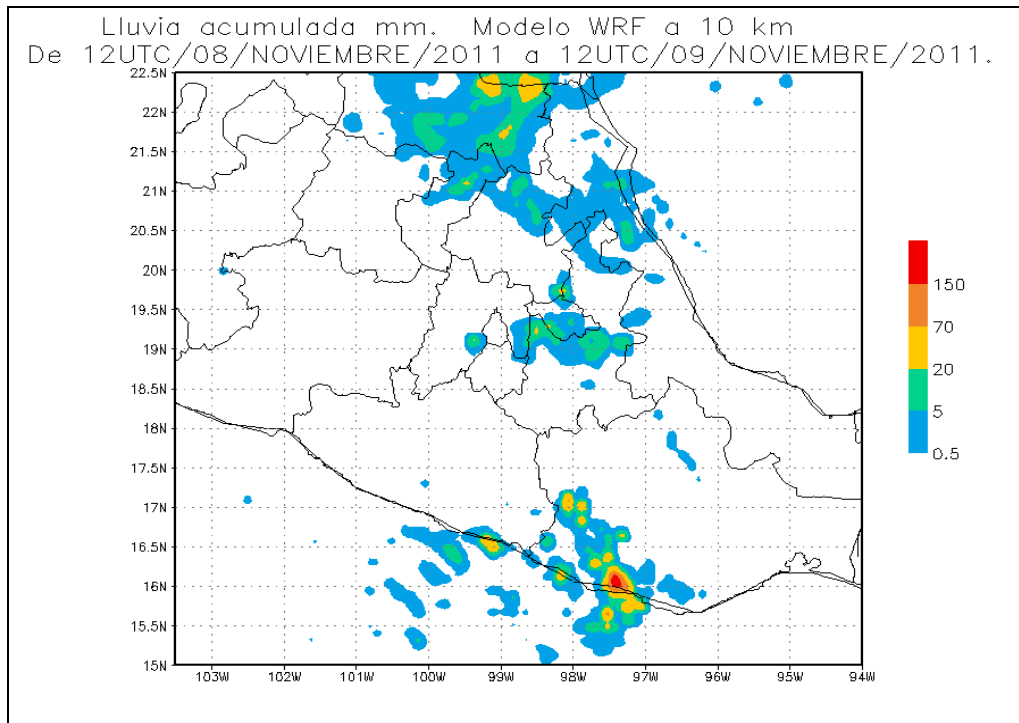 Lluvia acumulada mm. Modelo WRF a 10 km
De 12UTC/08/NOVIEMBRE/2011 a 12UTC/09/NOVIEMBRE/2011.
22.5N
22N
21.5N
21N
20.5N
20N
19.5N
19N
18.5N
18N
17.5N
17N
16.5N
16N
15.5N
15N
103W 102W 101W 100W 99W 98W 97W 96W 95W 94W
150
70
20
5
0.5